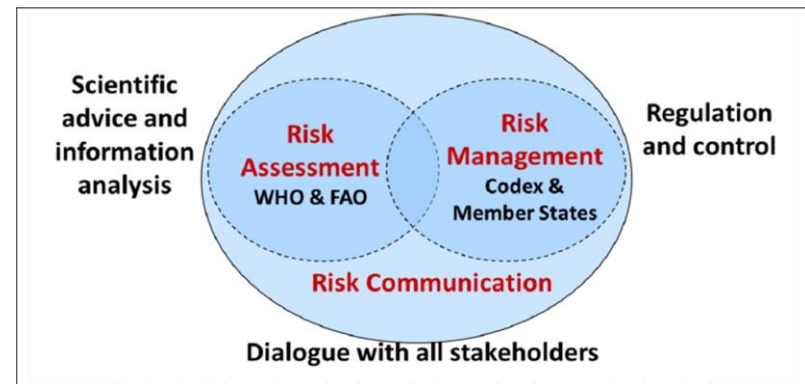 Scientific
advice and
information
analysis
Risk
Assessment
WHO & FAO
Risk
Management
Codex &
Member States
Regulation
and control
Risk Communication
Dialogue with all stakeholders